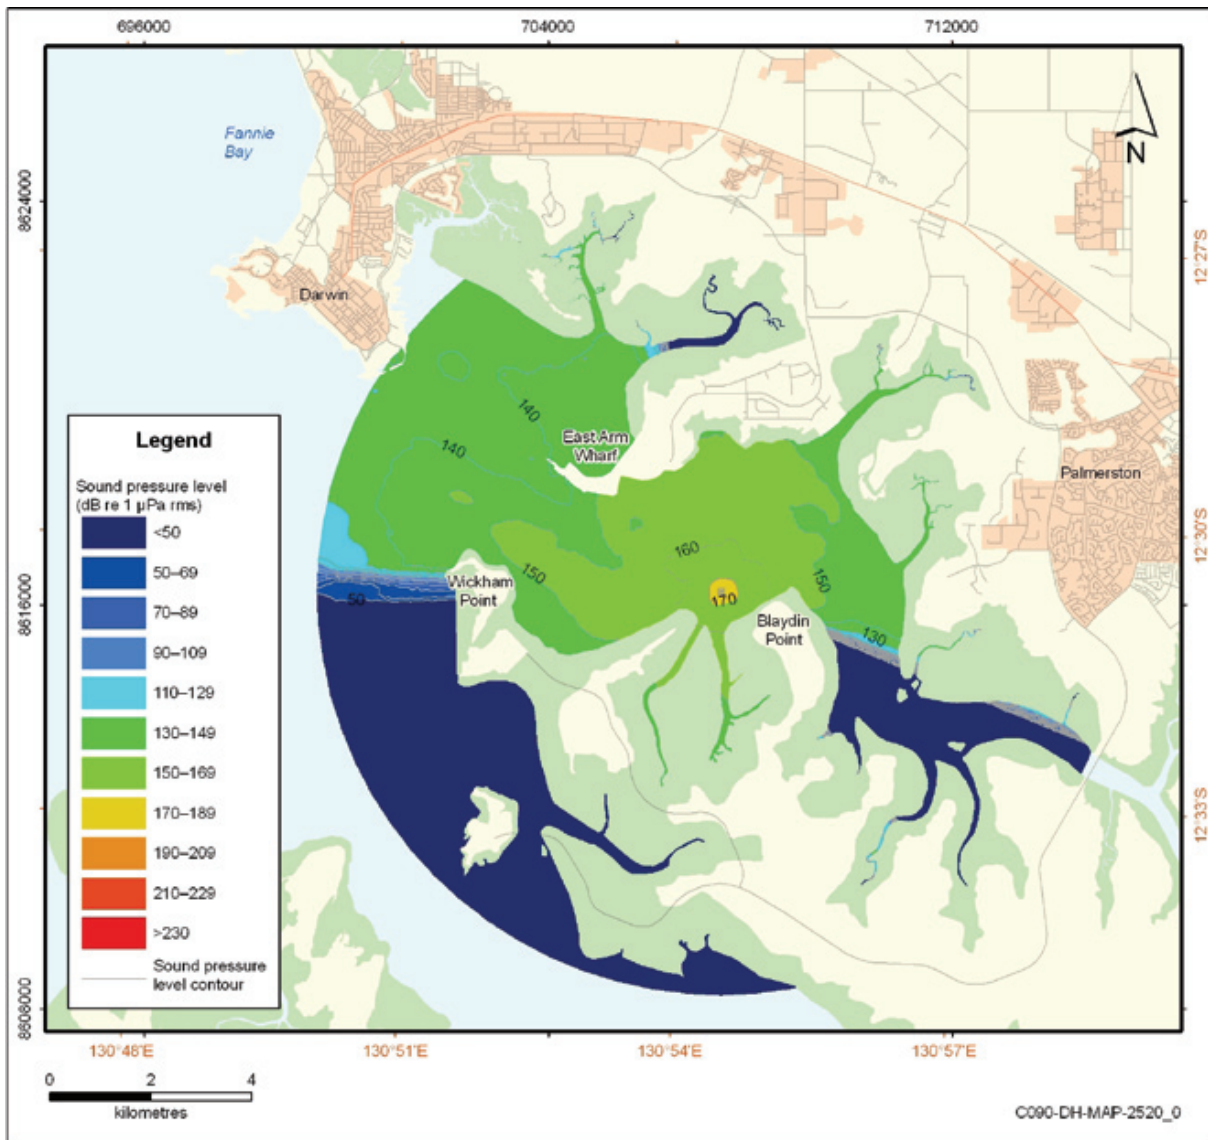 696000
704000
712000
Fannie
Bay
N
8624000
12°27'S
Darwin
140
East Arm
Wharf
140
Palmerston
Legend
Sound pressure level
(dB re 1 µPa rms)
<50
50–69
70–89
90–109
110–129
130–149
150–169
170–189
190–209
210–229
>230
Sound pressure
level contour
12°30'S
160
150
150
Wickham
Point
50
170
8616000
Blaydin
Point
130
12°33'S
8608000
130°48'E
130°51'E
130°54'E
130°57'E
0
2
4
kilometres
C090-DH-MAP-2520_0